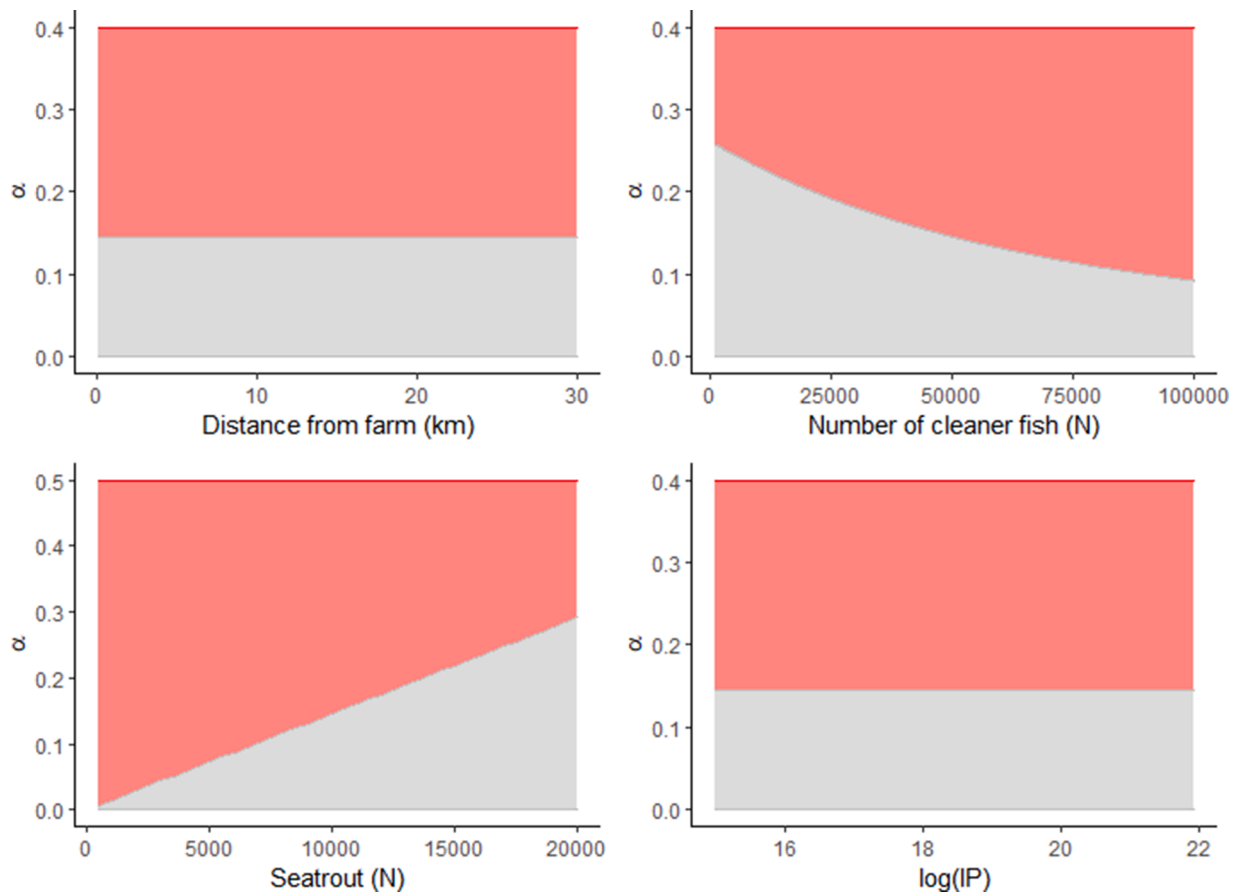 0.4
0.3
α 0.2
0.1
0.0
0 10 20 30
Distance from farm (km)
0.4
0.3
α 0.2
0.1
0.0
0 25000 50000 75000 100000
Number of cleaner fish (N)
0.5
0.4
0.3
α
0.2
0.1
0.0
0 5000 10000 15000 20000
Seatrout (N)
0.4
0.3
α
0.2
0.1
0.0
16 18 20 22
log(IP)